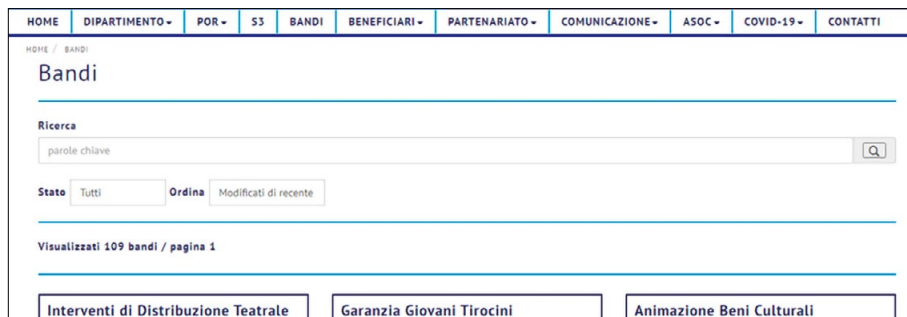 HOME DIPARTIMENTO POR S3 BANDI BENEFICIARI PARTENARIATO COMUNICAZIONE ASOC COVID-19 CONTATTI
HOME / BANDI
Bandi
Ricerca
parole chiave
Stato Tutti Ordina Modificati di recente
Visualizzati 109 bandi / pagina 1
Interventi di Distribuzione Teatrale Garanzia Giovani Tirocini Animazione Beni Culturali